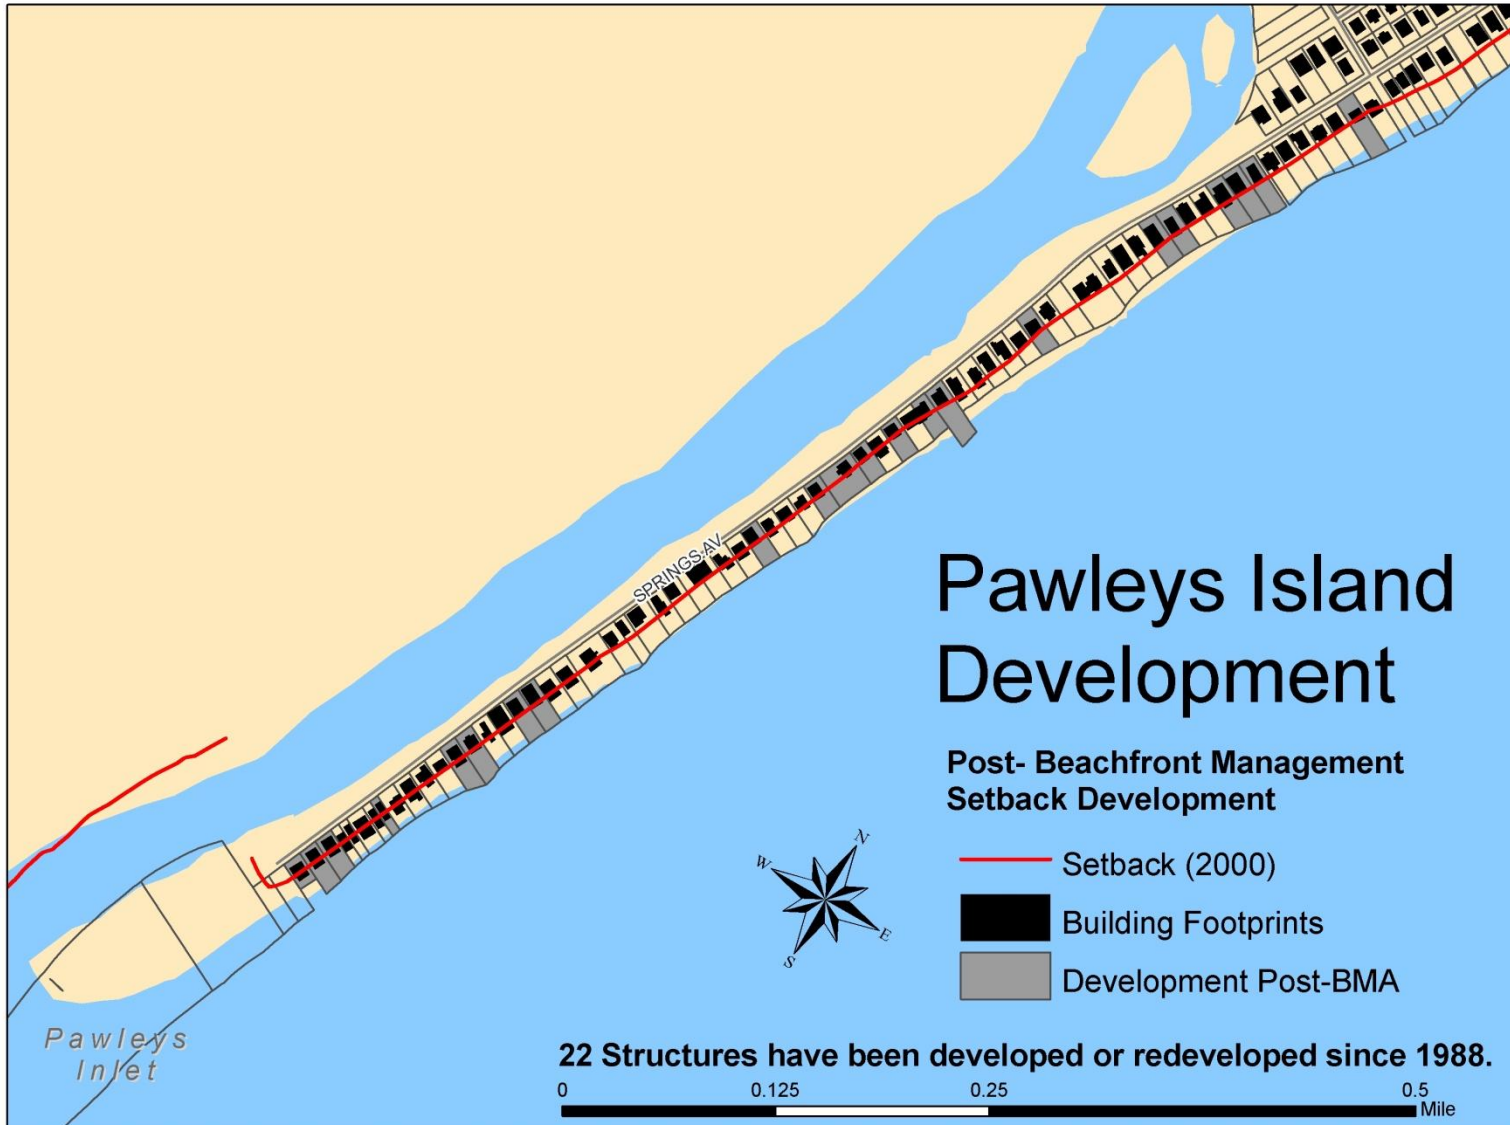 SPRINGS AV
Pawleys Island
Development
Post- Beachfront Management
Setback Development
N
W
E
S
Setback (2000)
Building Footprints
Development Post-BMA
Pawleys
Inlet
22 Structures have been developed or redeveloped since 1988.
0 0.125 0.25 0.5
Mile